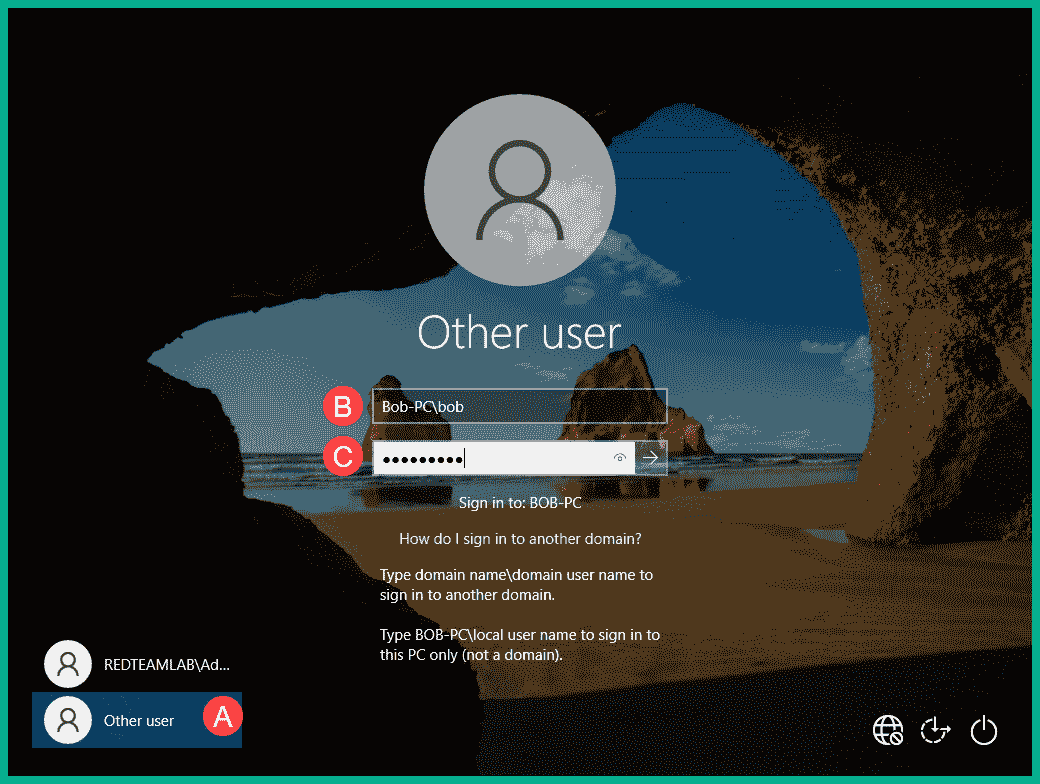 Other user
B
Bob-PC\bob
C
●●●●●●●●●
Sign in to: BOB-PC
How do I sign in to another domain?
Type domain name\domain user name to
sign in to another domain.
Type BOB-PC\local user name to sign in to
this PC only (not a domain).
REDTEAMLAB\Ad...
Other user
A